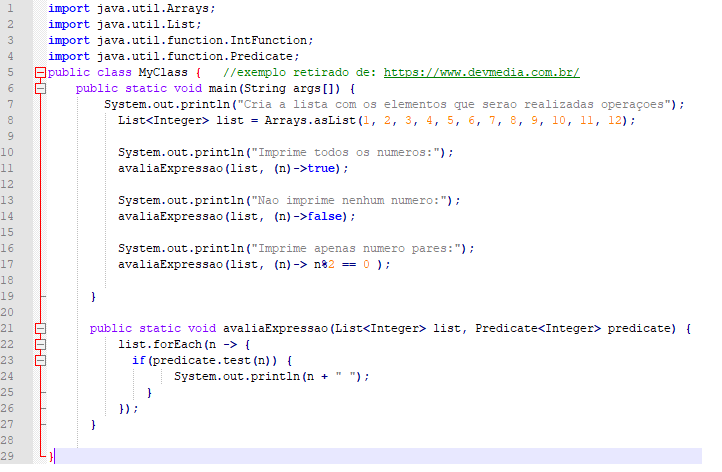 1 import java.util.Arrays;
2 import java.util.List;
3 import java.util.function.IntFunction;
4 import java.util.function.Predicate;
5 public class MyClass {   //exemplo retirado de: https://www.devmedia.com.br/
6     public static void main(String args[]) {
7         System.out.println("Cria a lista com os elementos que serao realizadas operaçoes");
8           List<Integer> list = Arrays.asList(1, 2, 3, 4, 5, 6, 7, 8, 9, 10, 11, 12);
9
10          System.out.println("Imprime todos os numeros:");
11          avaliaExpressao(list, (n)->true);
12
13          System.out.println("Nao imprime nenhum numero:");
14          avaliaExpressao(list, (n)->false);
15
16          System.out.println("Imprime apenas numero pares:");
17          avaliaExpressao(list, (n)-> n%2 == 0 );
18
19      }
20
21      public static void avaliaExpressao(List<Integer> list, Predicate<Integer> predicate) {
22          list.forEach(n -> {
23            if(predicate.test(n)) {
24                  System.out.println(n + " ");
25              }
26          });
27      }
28
29 }